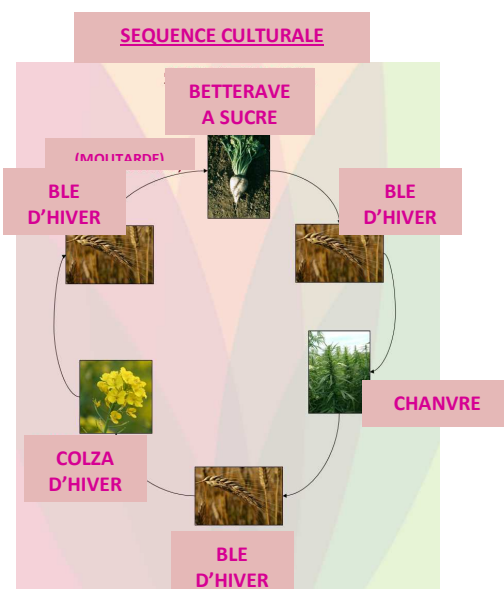 SEQUENCE CULTURALE
BETTERAVE
A SUCRE
(MOUTARDE)
BLE
D'HIVER
BLE
D'HIVER
CHANVRE
COLZA
D'HIVER
BLE
D'HIVER